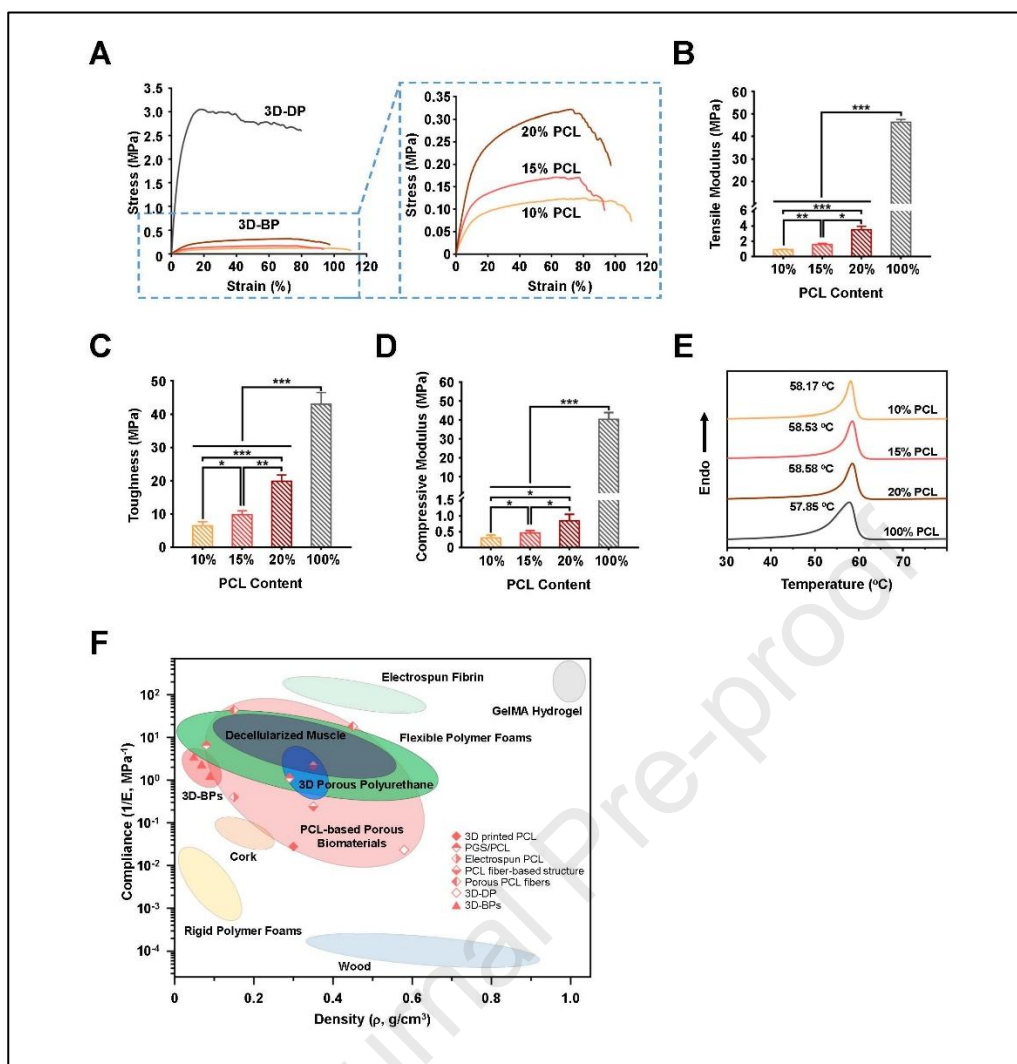 A
Stress (MPa)
3.5
3.0
2.5
2.0
1.5
1.0
0.5
0
3D-DP
3D-BP
0 20 40 60 80 100 120
Strain (%)
Stress (MPa)
0.35
0.30
0.25
0.20
0.15
0.10
0.05
0
20% PCL
15% PCL
10% PCL
0 20 40 60 80 100 120
Strain (%)
B
Tensile Modulus (MPa)
60
50
40
30
20
10
6
4
2
0
***
***
** *
10% 15% 20% 100%
PCL Content
C
Toughness (MPa)
50
40
30
20
10
0
***
***
* **
10% 15% 20% 100%
PCL Content
D
Compressive Modulus (MPa)
60
50
40
30
20
10
1.5
1.0
0.5
0.0
***
*
* *
10% 15% 20% 100%
PCL Content
E
Endo
58.17 ºC
10% PCL
58.53 ºC
15% PCL
58.58 ºC
20% PCL
57.85 ºC
100% PCL
30 40 50 60 70
Temperature (ºC)
F
Compliance (1/E, MPa⁻¹)
10²
10¹
10⁰
10⁻¹
10⁻²
10⁻³
10⁻⁴
Electrospun Fibrin
GelMA Hydrogel
Decellularized Muscle
Flexible Polymer Foams
3D Porous Polyurethane
3D-BPs
PCL-based Porous
Biomaterials
Cork
Rigid Polymer Foams
Wood
3D printed PCL
PGS/PCL
Electrospun PCL
PCL fiber-based structure
Porous PCL fibers
3D-DP
3D-BPs
0 0.2 0.4 0.6 0.8 1.0
Density (ρ, g/cm³)
urnal Pre-proof